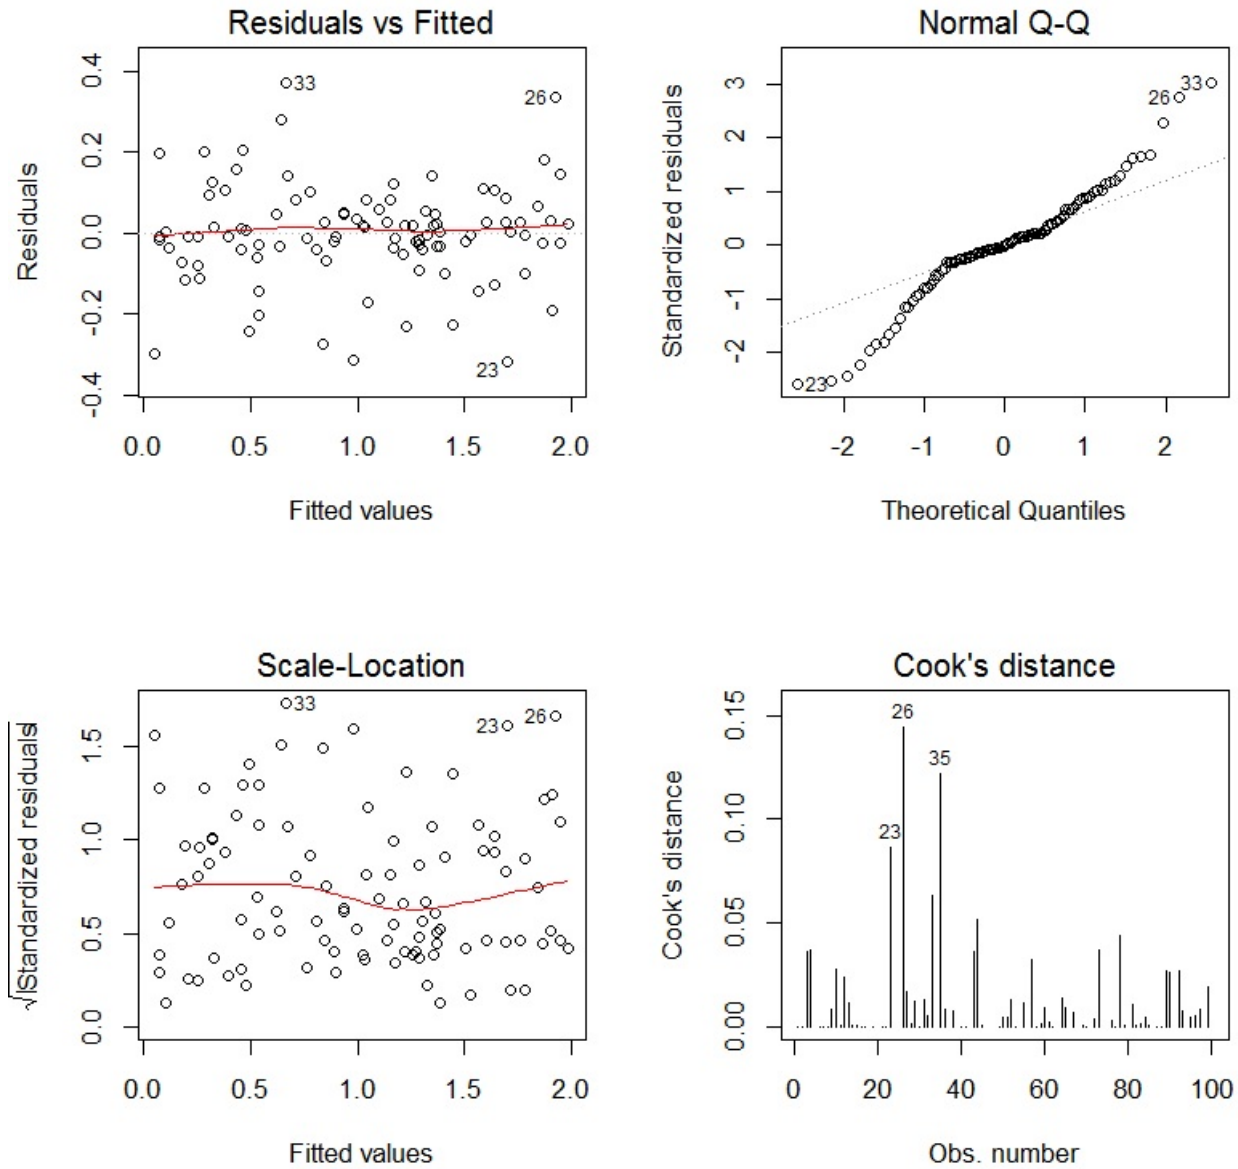 Residuals vs Fitted
Residuals
0.4
0.2
0.0
-0.2
-0.4
33
26
23
0.0 0.5 1.0 1.5 2.0
Fitted values
Normal Q-Q
Standardized residuals
3
2
1
0
-1
-2
33
26
23
-2 -1 0 1 2
Theoretical Quantiles
Scale-Location
√|Standardized residuals|
1.5
1.0
0.5
0.0
33
23
26
0.0 0.5 1.0 1.5 2.0
Fitted values
Cook's distance
Cook's distance
0.15
0.10
0.05
0.00
26
35
23
0 20 40 60 80 100
Obs. number